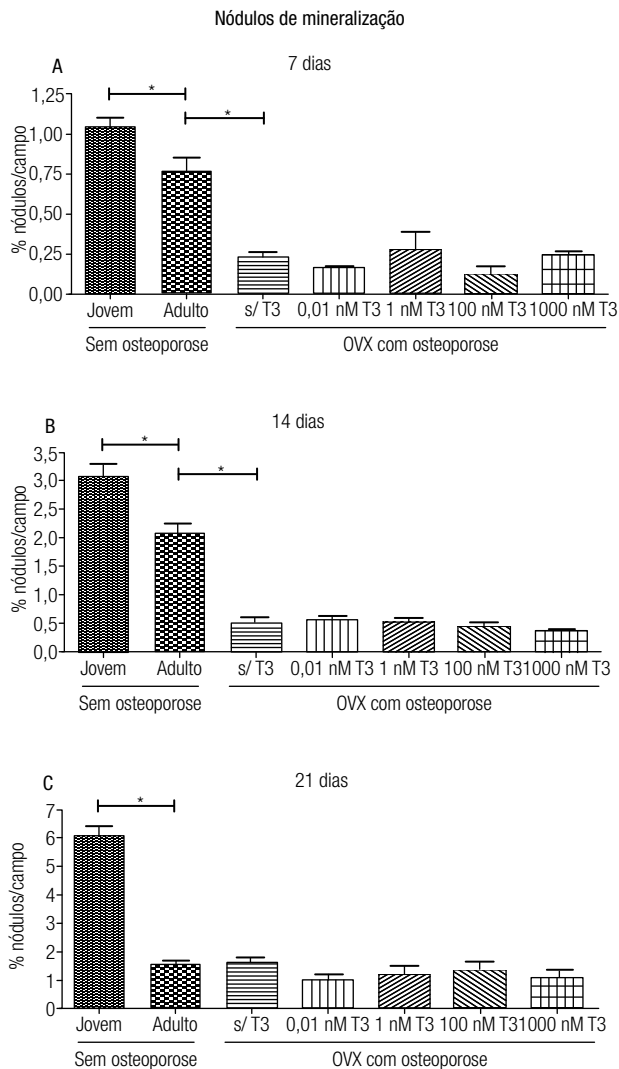 Nódulos de mineralização
A
7 dias
*
*
% nódulos/campo
1,25
1,00
0,75
0,50
0,25
0,00
Jovem Adulto s/ T3 0,01 nM T3 1 nM T3 100 nM T3 1000 nM T3
Sem osteoporose OVX com osteoporose
B
14 dias
*
*
% nódulos/campo
3,5
3,0
2,5
2,0
1,5
1,0
0,5
0,0
Jovem Adulto s/ T3 0,01 nM T3 1 nM T3 100 nM T3 1000 nM T3
Sem osteoporose OVX com osteoporose
C
21 dias
*
% nódulos/campo
7
6
5
4
3
2
1
0
Jovem Adulto s/ T3 0,01 nM T3 1 nM T3 100 nM T3 1000 nM T3
Sem osteoporose OVX com osteoporose